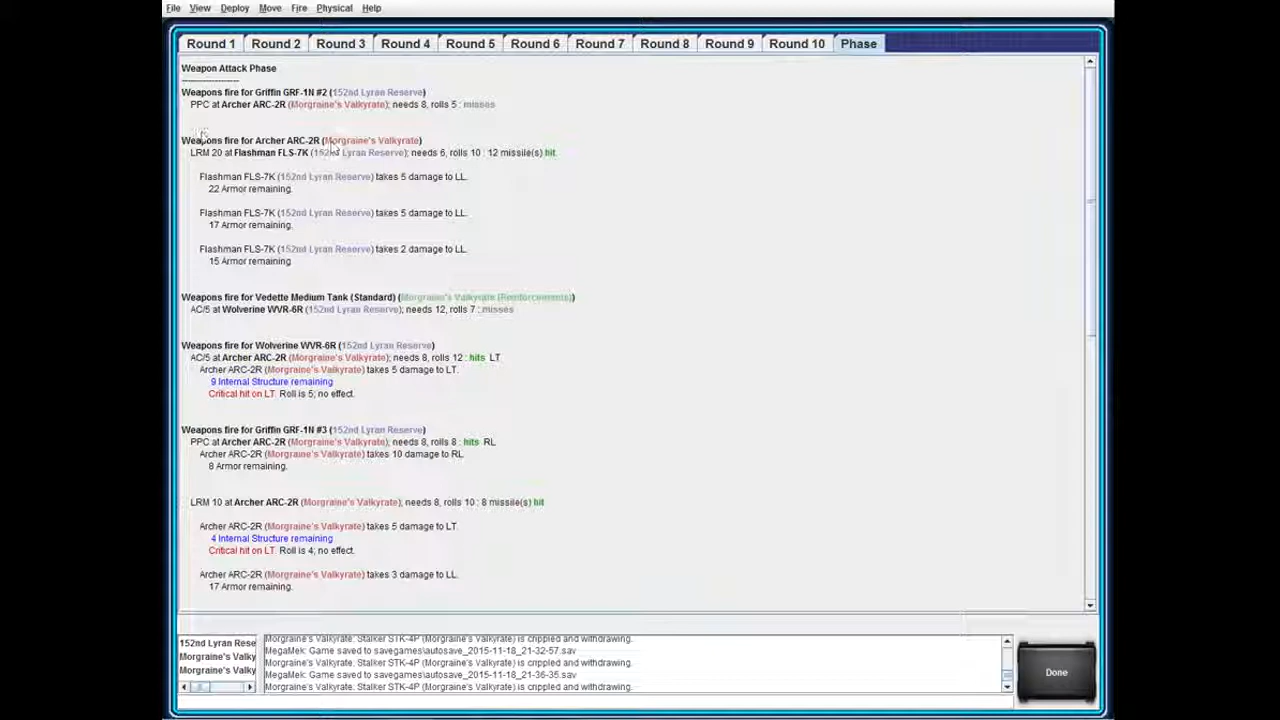 File View Deploy Move Fire Physical Help
Round 1 Round 2 Round 3 Round 4 Round 5 Round 6 Round 7 Round 8 Round 9 Round 10 Phase
Weapon Attack Phase
--------------------
Weapons fire for Griffin GRF-1N #2 (152nd Lyran Reserve)
PPC at Archer ARC-2R (Morgraine's Valkyrate); needs 8, rolls 5 : misses
Weapons fire for Archer ARC-2R (Morgraine's Valkyrate)
LRM 20 at Flashman FLS-7K (152nd Lyran Reserve); needs 6, rolls 10 : 12 missile(s) hit.
Flashman FLS-7K (152nd Lyran Reserve) takes 5 damage to LL.
22 Armor remaining.
Flashman FLS-7K (152nd Lyran Reserve) takes 5 damage to LL.
17 Armor remaining.
Flashman FLS-7K (152nd Lyran Reserve) takes 2 damage to LL.
15 Armor remaining.
Weapons fire for Vedette Medium Tank (Standard) (Morgraine's Valkyrate (Reinforcements))
AC/5 at Wolverine WVR-6R (152nd Lyran Reserve); needs 12, rolls 7 : misses
Weapons fire for Wolverine WVR-6R (152nd Lyran Reserve)
AC/5 at Archer ARC-2R (Morgraine's Valkyrate); needs 8, rolls 12 : hits LT
Archer ARC-2R (Morgraine's Valkyrate) takes 5 damage to LT.
9 Internal Structure remaining
Critical hit on LT. Roll is 5; no effect.
Weapons fire for Griffin GRF-1N #3 (152nd Lyran Reserve)
PPC at Archer ARC-2R (Morgraine's Valkyrate); needs 8, rolls 8 : hits RL
Archer ARC-2R (Morgraine's Valkyrate) takes 10 damage to RL.
8 Armor remaining.
LRM 10 at Archer ARC-2R (Morgraine's Valkyrate); needs 8, rolls 10 : 8 missile(s) hit
Archer ARC-2R (Morgraine's Valkyrate) takes 5 damage to LT.
4 Internal Structure remaining
Critical hit on LT. Roll is 4; no effect.
Archer ARC-2R (Morgraine's Valkyrate) takes 3 damage to LL.
17 Armor remaining.
152nd Lyran Rese
Morgraine's Valky
Morgraine's Valky
Morgraine's Valkyrate: Stalker STK-4P (Morgraine's Valkyrate) is crippled and withdrawing.
MegaMek: Game saved to savegames\autosave_2015-11-18_21-32-57.sav
Morgraine's Valkyrate: Stalker STK-4P (Morgraine's Valkyrate) is crippled and withdrawing.
MegaMek: Game saved to savegames\autosave_2015-11-18_21-36-35.sav
Morgraine's Valkyrate: Stalker STK-4P (Morgraine's Valkyrate) is crippled and withdrawing.
Done